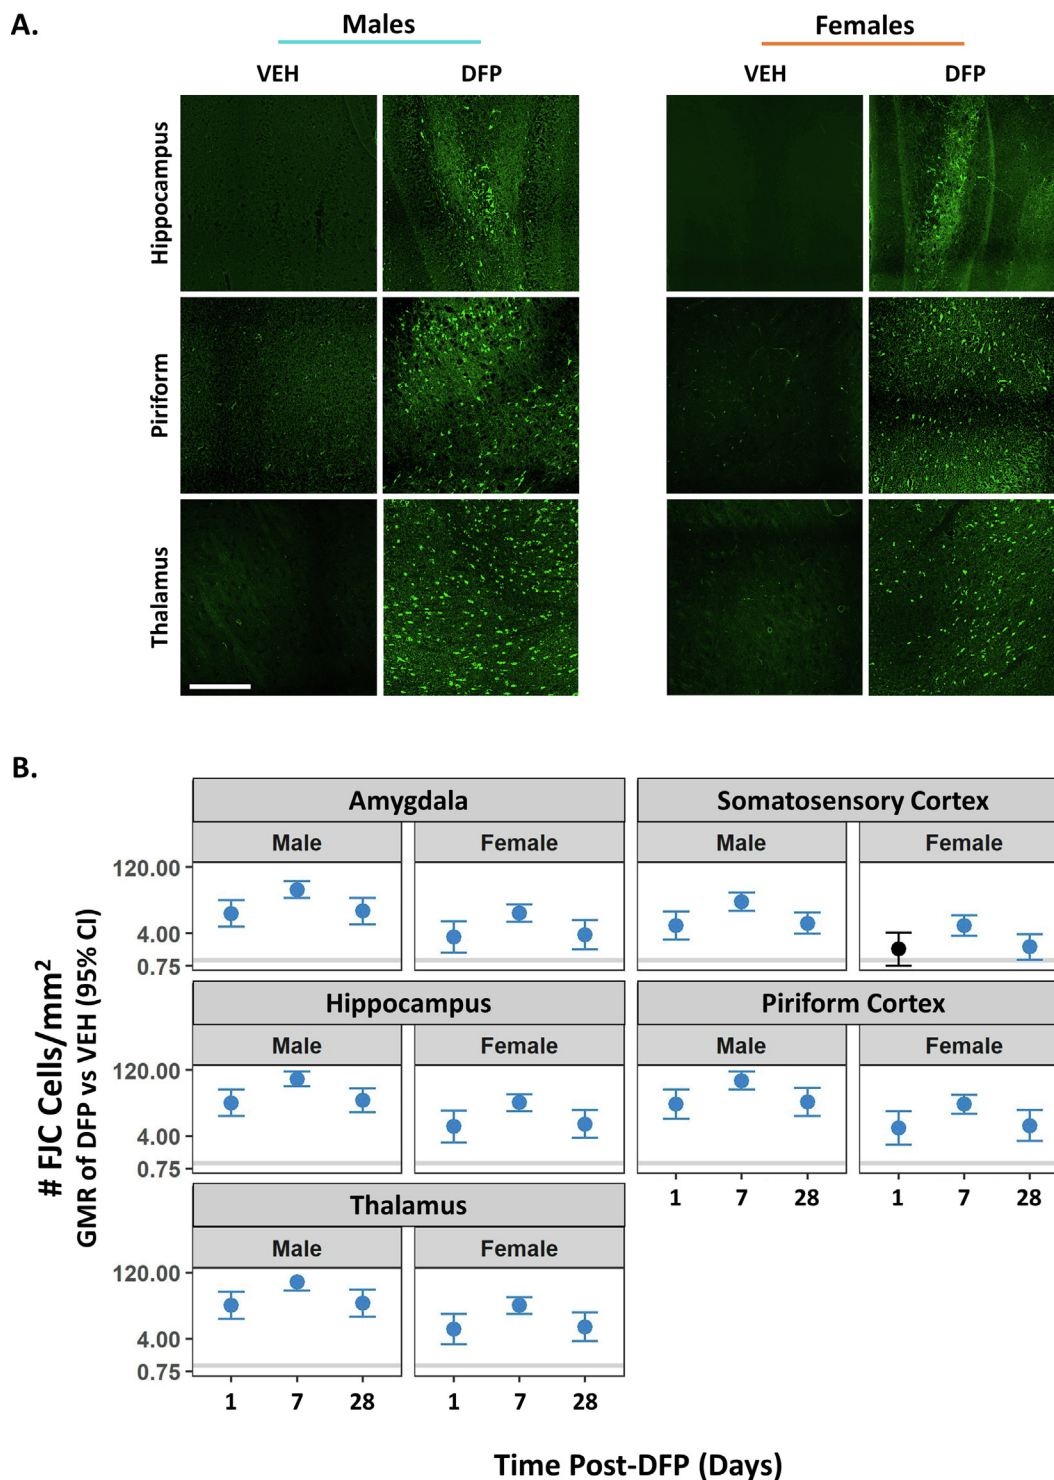 A.
Males
Females
VEH
DFP
VEH
DFP
Hippocampus
Piriform
Thalamus
B.
# FJC Cells/mm²
GMR of DFP vs VEH (95% CI)
Amygdala
Somatosensory Cortex
Male
Female
Male
Female
120.00
4.00
0.75
Hippocampus
Piriform Cortex
Male
Female
Male
Female
120.00
4.00
0.75
1
7
28
1
7
28
Thalamus
Male
Female
120.00
4.00
0.75
1
7
28
1
7
28
Time Post-DFP (Days)